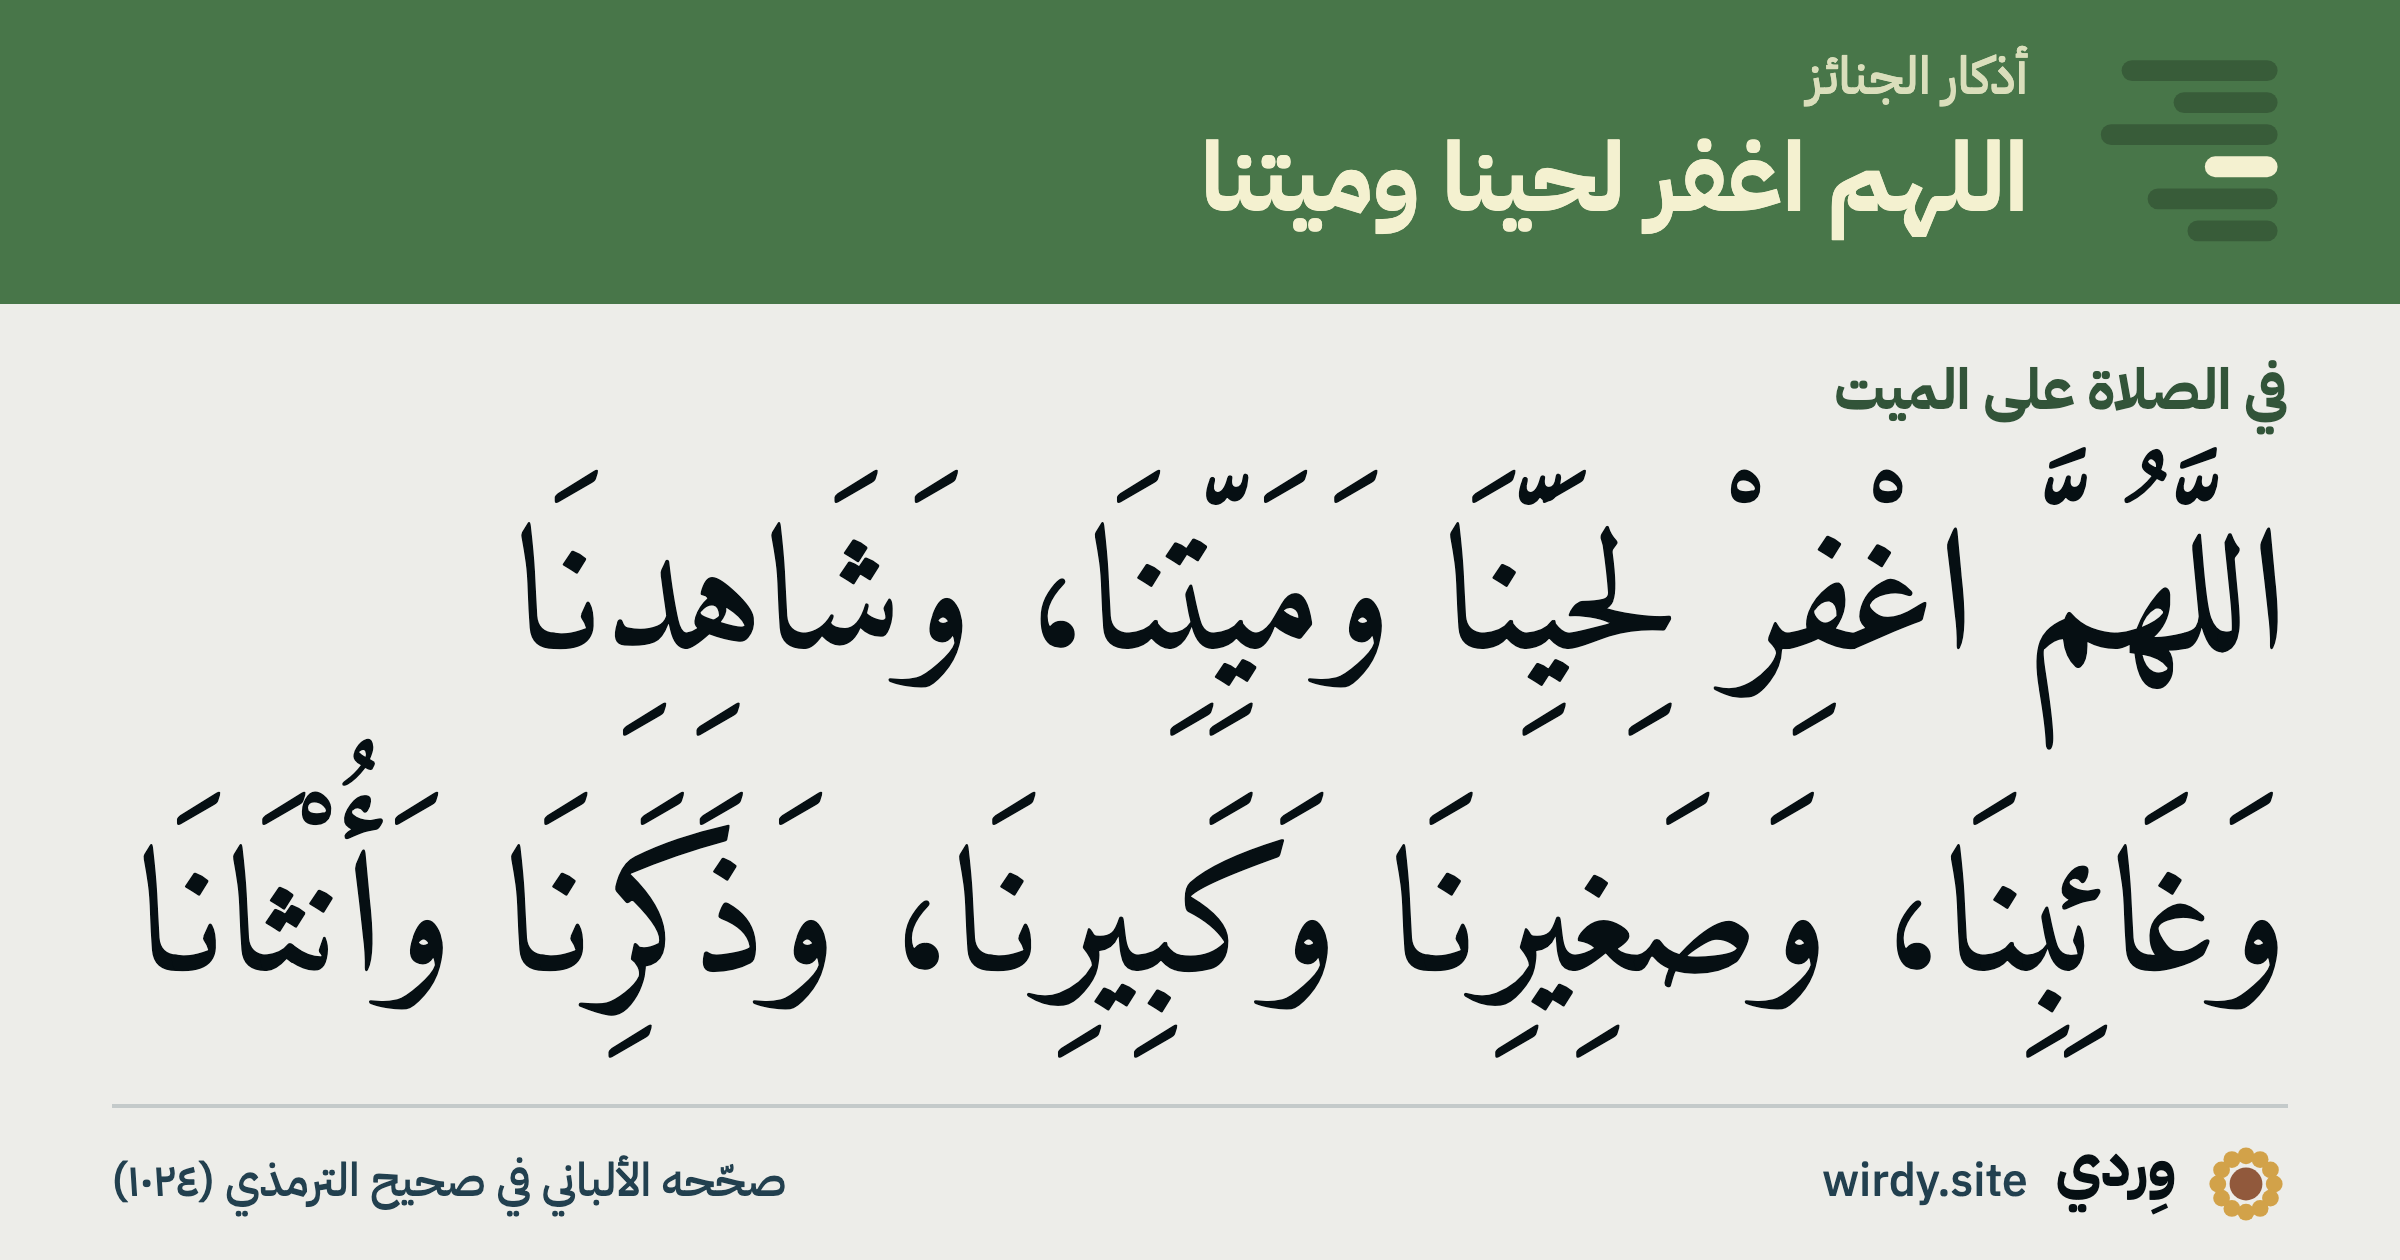 أذكار الجنائز
اللهم اغفر لحينا وميتنا
في الصلاة على الميت
اللَّهُمَّ اغْفِرْ لِحَيِّنَا وَمَيِّتِنَا، وَشَاهِدِنَا
وَغَائِبِنَا، وَصَغِيرِنَا وَكَبِيرِنَا، وَذَكَرِنَا وَأُنْثَانَا
وِردي wirdy.site
صحّحه الألباني في صحيح الترمذي (١٠٢٤)